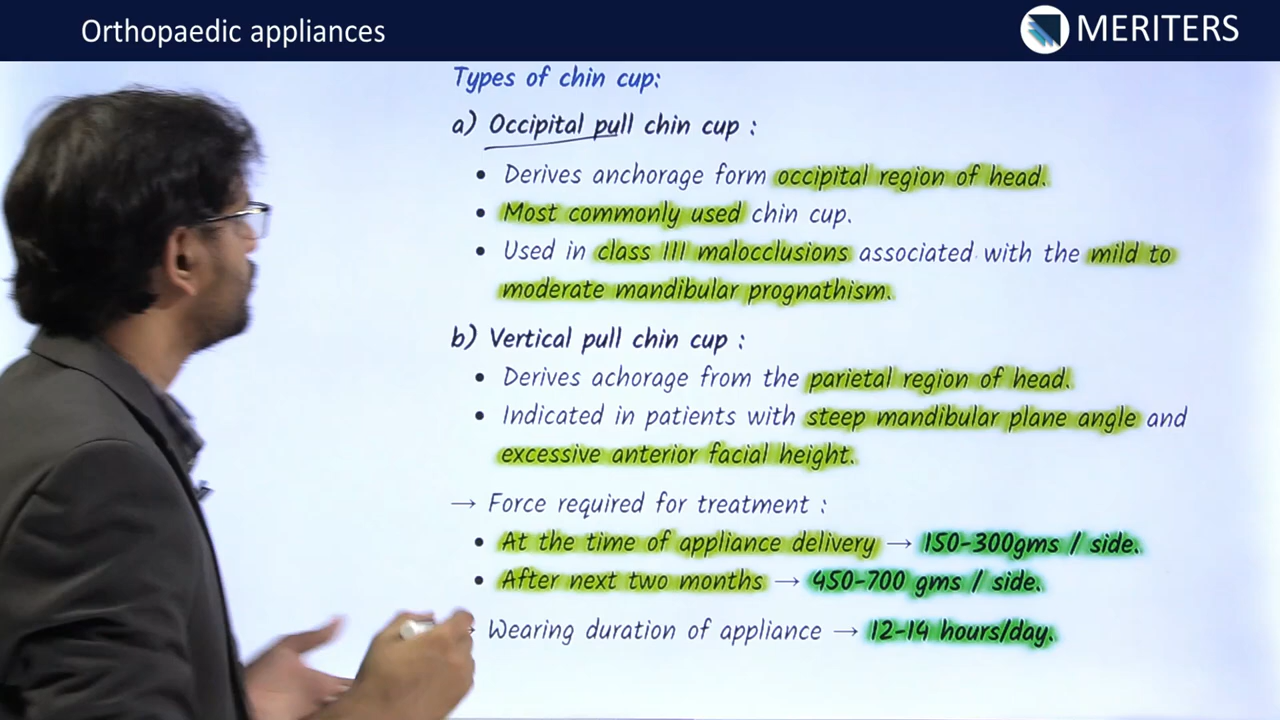 Orthopaedic appliances
MERITERS
Types of chin cup:
a) Occipital pull chin cup :
• Derives anchorage form occipital region of head.
• Most commonly used chin cup.
• Used in class III malocclusions associated with the mild to
moderate mandibular prognathism.
b) Vertical pull chin cup :
• Derives achorage from the parietal region of head.
• Indicated in patients with steep mandibular plane angle and
excessive anterior facial height.
→ Force required for treatment :
• At the time of appliance delivery → 150-300gms / side.
• After next two months → 450-700 gms / side.
→ Wearing duration of appliance → 12-14 hours/day.